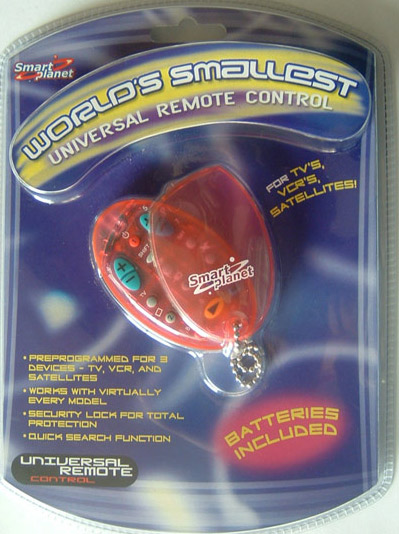 Smart
planet
WORLD'S SMALLEST
UNIVERSAL REMOTE CONTROL
FOR TV'S,
VCR'S,
SATELLITES!
Smart
planet
• PREPROGRAMMED FOR 3
DEVICES - TV, VCR, AND
SATELLITES
• WORKS WITH VIRTUALLY
EVERY MODEL
• SECURITY LOCK FOR TOTAL
PROTECTION
• QUICK SEARCH FUNCTION
BATTERIES
INCLUDED
UNIVERSAL
REMOTE
CONTROL